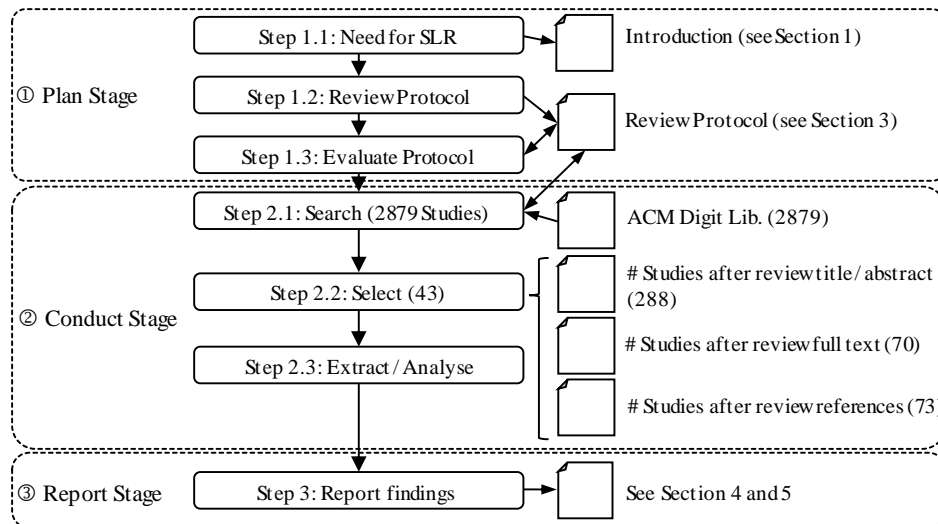 Step 1.1: Need for SLR
Introduction (see Section 1)
① Plan Stage
Step 1.2: Review Protocol
Review Protocol (see Section 3)
Step 1.3: Evaluate Protocol
Step 2.1: Search (2879 Studies)
ACM Digit Lib. (2879)
② Conduct Stage
Step 2.2: Select (43)
# Studies after review title / abstract
(288)
Step 2.3: Extract / Analyse
# Studies after review full text (70)
# Studies after review references (73)
③ Report Stage
Step 3: Report findings
See Section 4 and 5